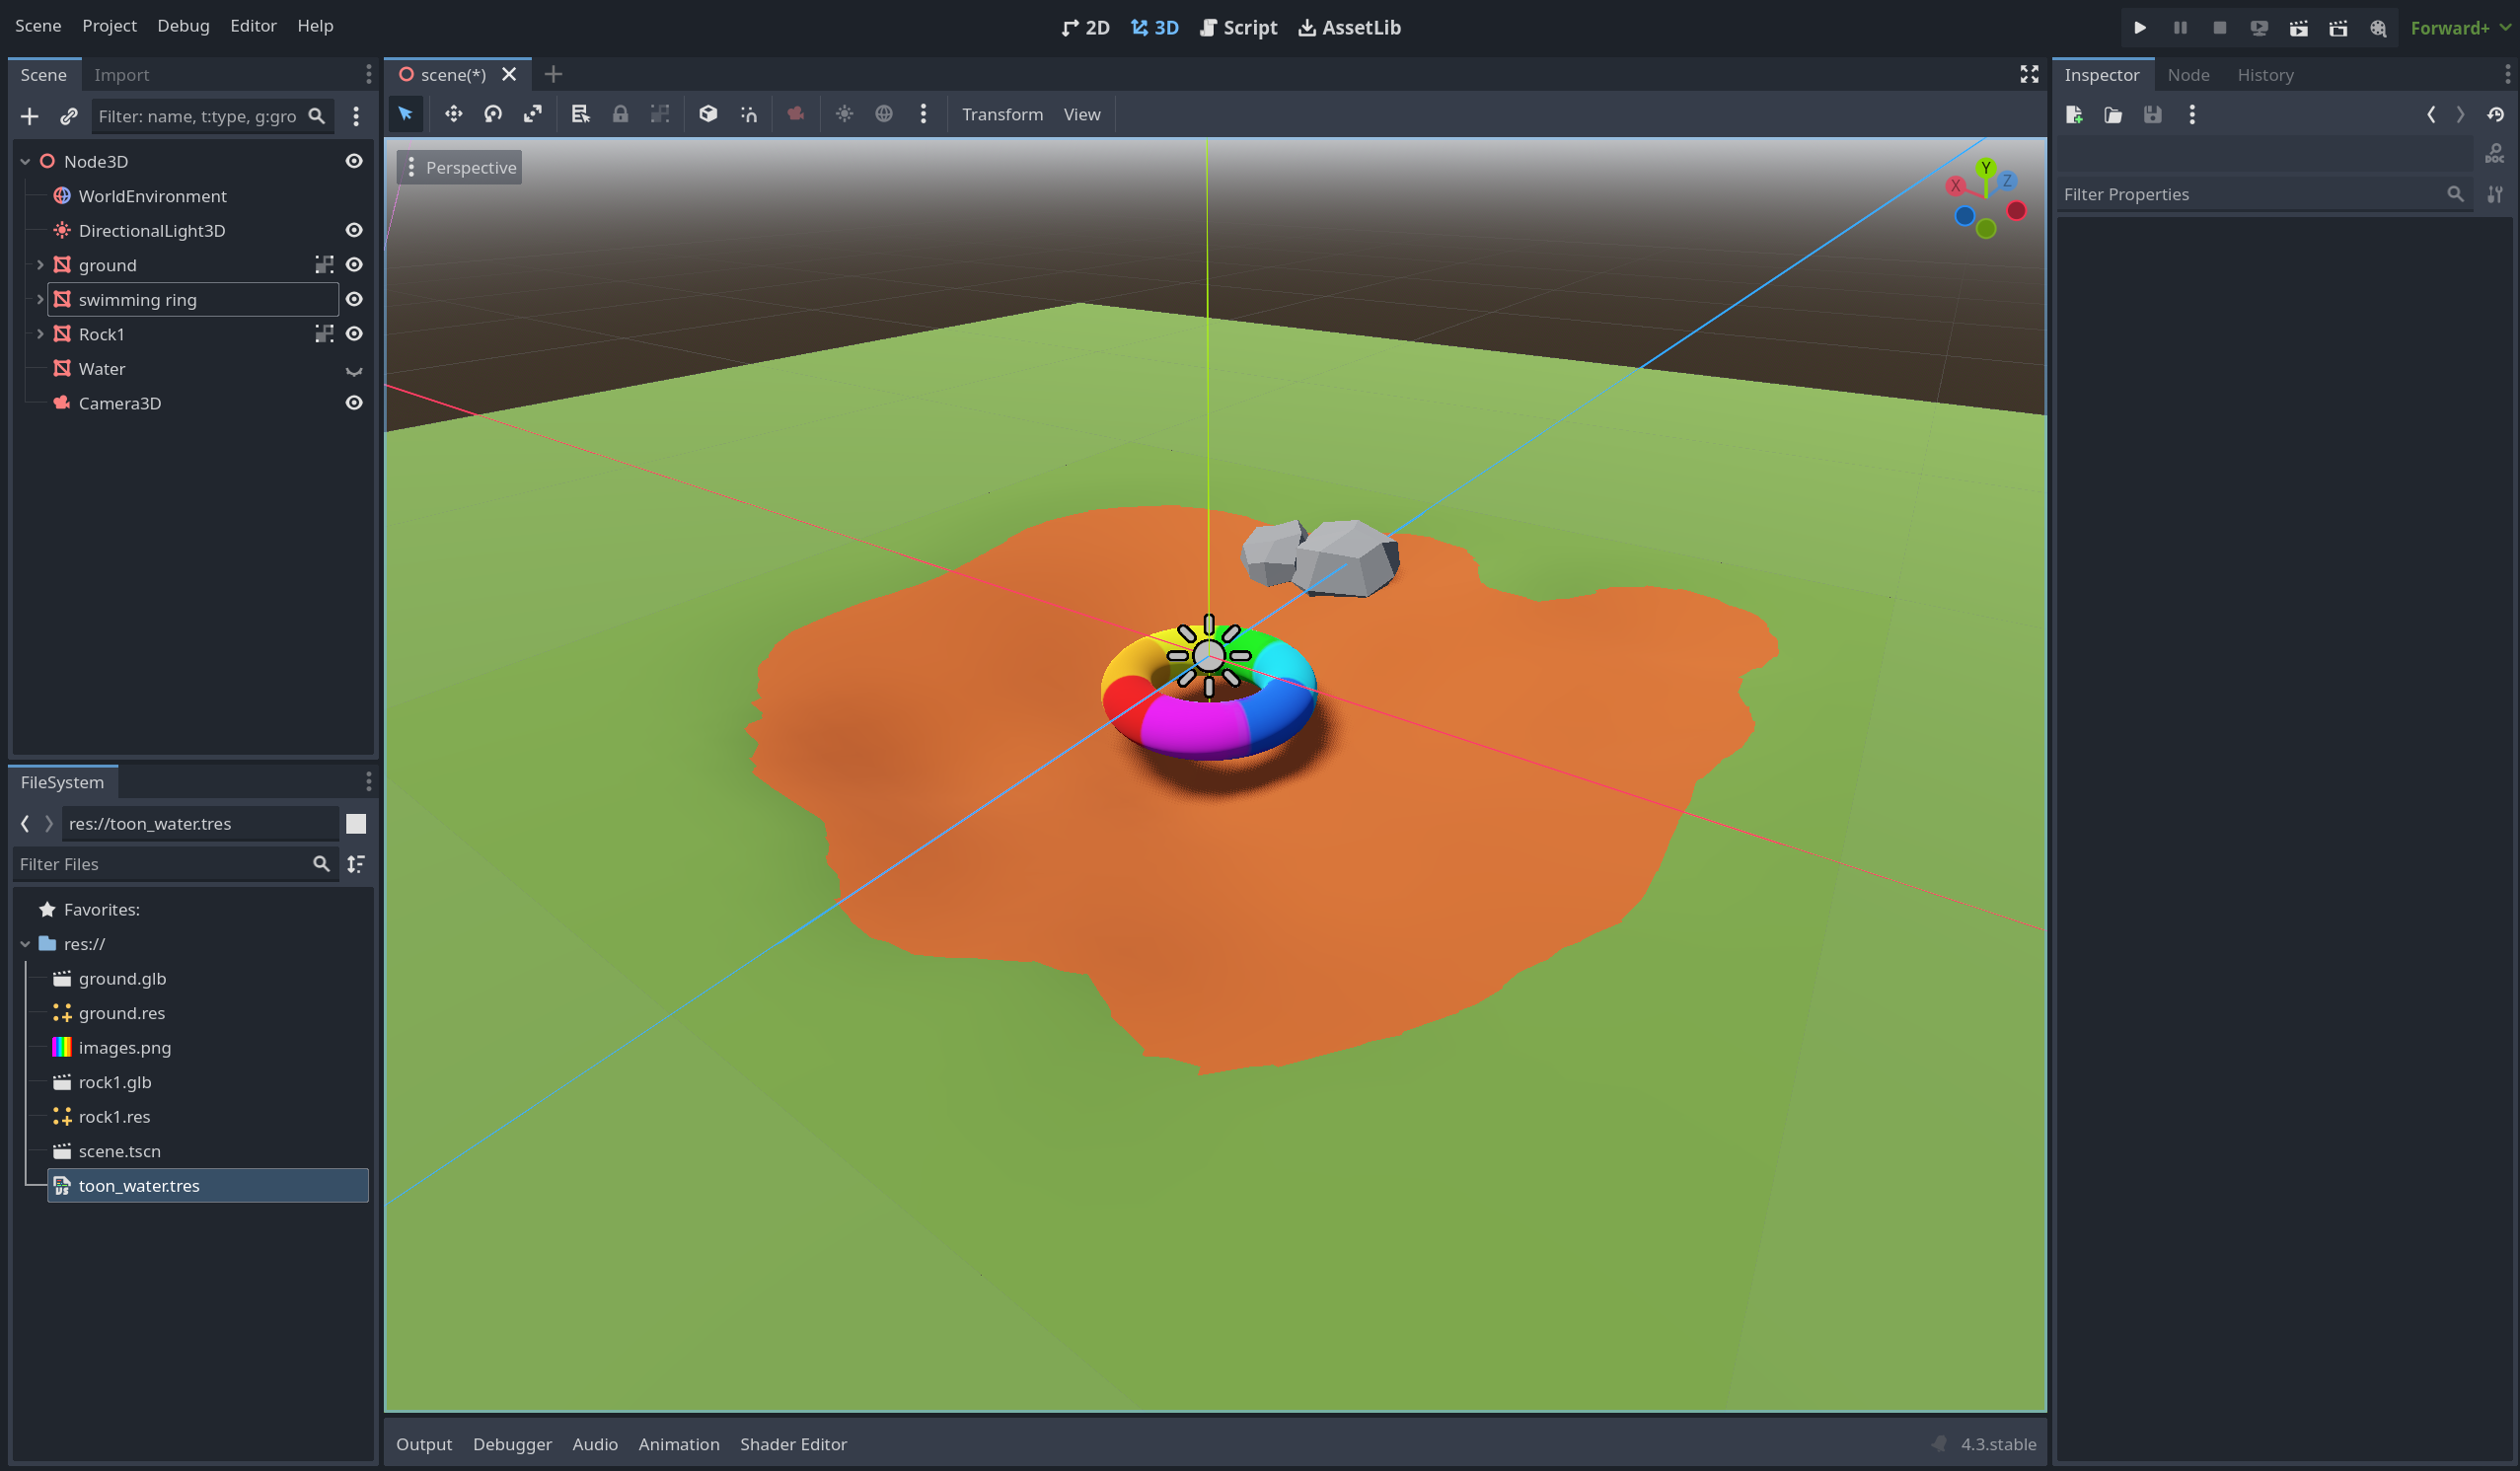 Scene Project Debug Editor Help
2D 3D Script AssetLib
Forward+
Scene Import
Filter: name, t:type, g:gro
Node3D
WorldEnvironment
DirectionalLight3D
ground
swimming ring
Rock1
Water
Camera3D
FileSystem
res://toon_water.tres
Filter Files
Favorites:
res://
ground.glb
ground.res
images.png
rock1.glb
rock1.res
scene.tscn
toon_water.tres
scene(*)
Transform View
Perspective
Y
X
Z
Output Debugger Audio Animation Shader Editor
4.3.stable
Inspector Node History
DOC
Filter Properties